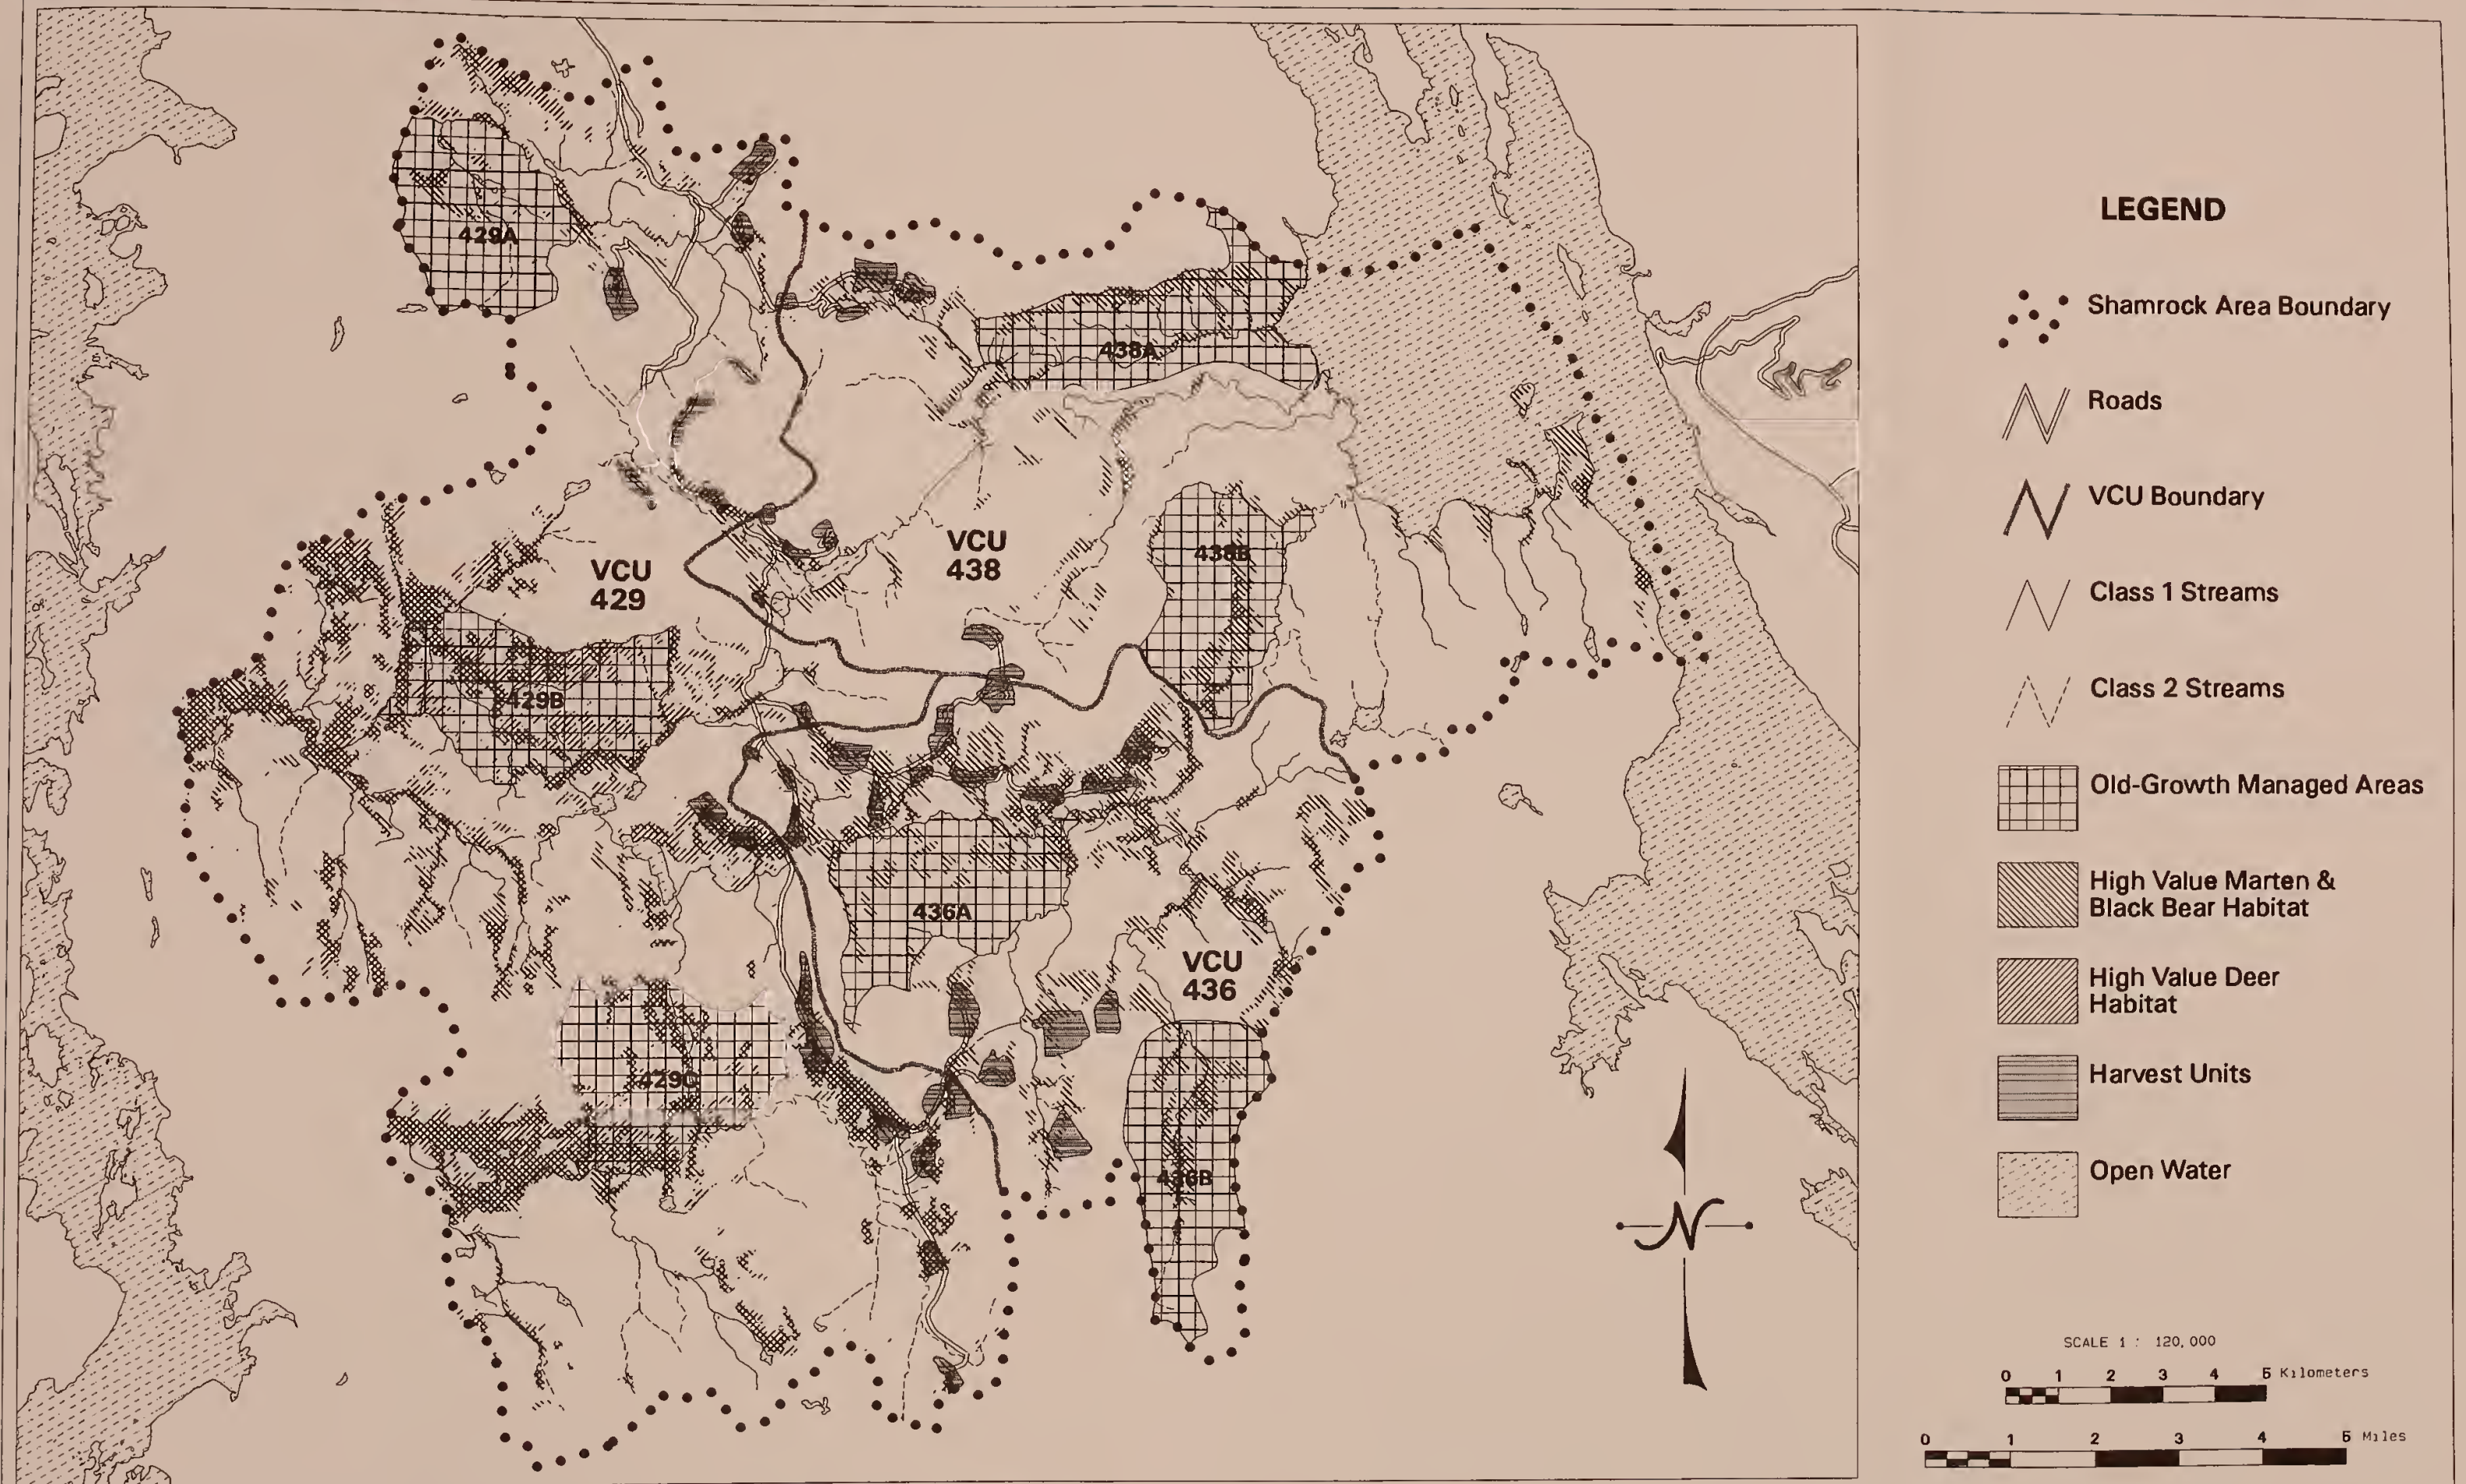 429A
438A
438B
VCU
438
VCU
429
429B
436A
VCU
436
429C
436B
N
LEGEND
Shamrock Area Boundary
Roads
VCU Boundary
Class 1 Streams
Class 2 Streams
Old-Growth Managed Areas
High Value Marten &
Black Bear Habitat
High Value Deer
Habitat
Harvest Units
Open Water
SCALE 1 : 120,000
0 1 2 3 4 5 Kilometers
0 1 2 3 4 5 Miles